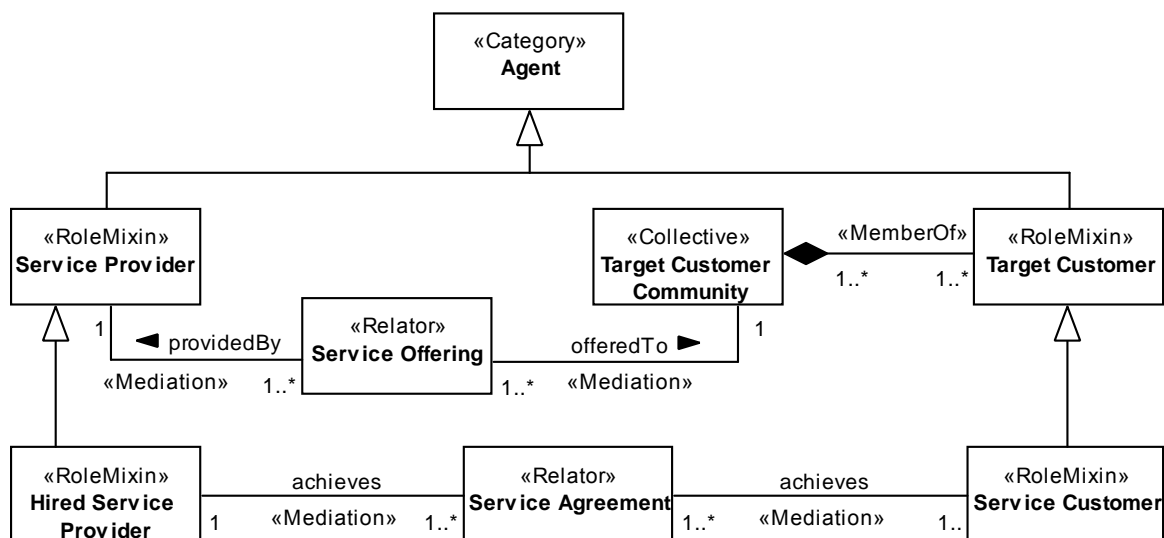 «Category»
Agent
«RoleMixin»
Service Provider
«Collective»
Target Customer
Community
«MemberOf»
1..*
1..*
«RoleMixin»
Target Customer
1
providedBy
«Mediation»
1..*
«Relator»
Service Offering
offeredTo
1..*
«Mediation»
1
«RoleMixin»
Hired Service
Provider
1
achieves
«Mediation»
1..*
«Relator»
Service Agreement
1..*
achieves
«Mediation»
1..
«RoleMixin»
Service Customer